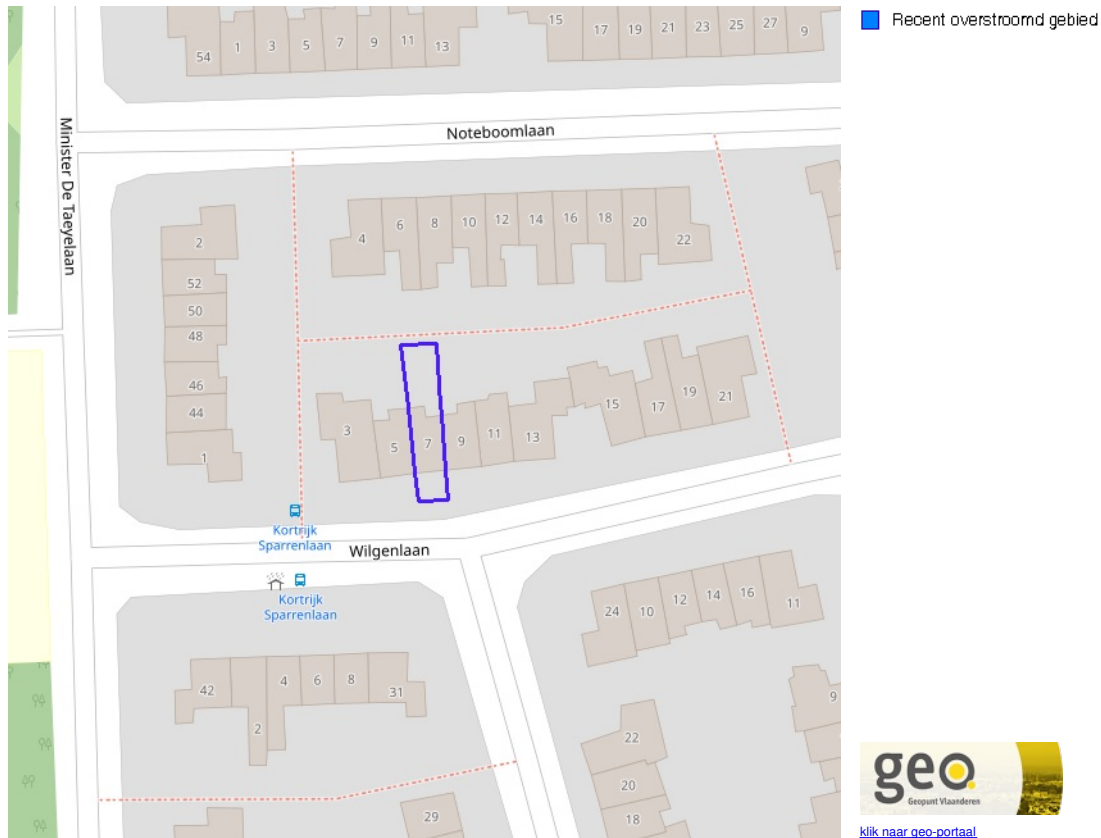 54 1 3 5 7 9 11 13
15 17 19 21 23 25 27 9
Recent overstroomd gebied
Noteboomlaan
Minister De Taeyelaan
4 6 8 10 12 14 16 18 20 22
2
52
50
48
46
44
1
3 5 7 9 11 13 15 17 19 21
Kortrijk
Sparrenlaan
Wilgenlaan
Kortrijk
Sparrenlaan
24 10 12 14 16 11
42 4 6 8 31
2
9
22
20
18
29
geo
Geopunt Vlaanderen
klik naar geo-portaal